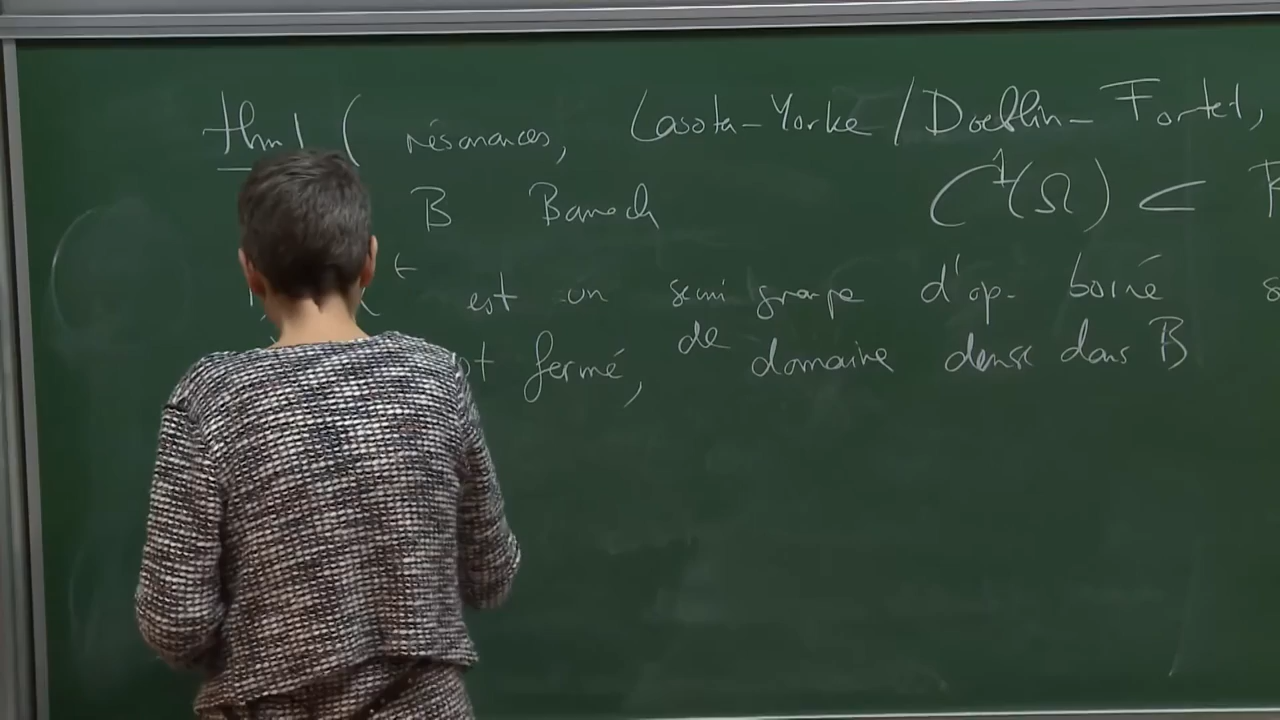 thm 1 ( résonances, Lasota-Yorke / Doeblin-Fortet,
B Banach C¹(Ω) ⊂
t est un semi groupe d'op. borné
fermé, de domaine dense dans B